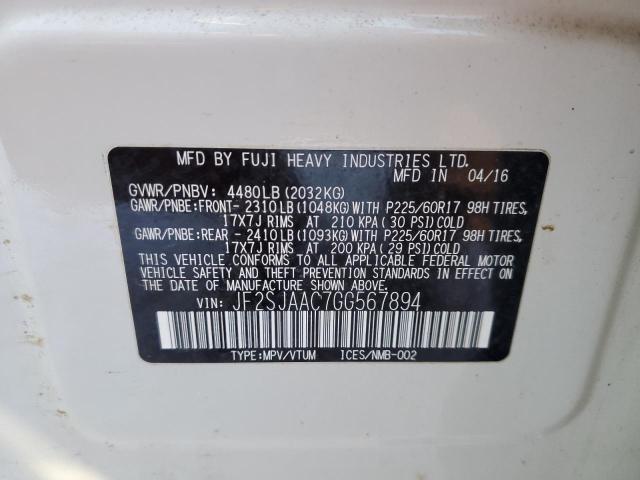 MFD BY FUJI HEAVY INDUSTRIES LTD.
MFD IN 04/16
GVWR/PNBV: 4480LB(2032KG)
GAWR/PNBE:FRONT- 2310LB(1048KG)WITH P225/60R17 98H TIRES,
17X7J RIMS AT 210 KPA(30 PSI)COLD
GAWR/PNBE:REAR - 2410LB(1093KG)WITH P225/60R17 98H TIRES,
17X7J RIMS AT 200 KPA(29 PSI)COLD
THIS VEHICLE CONFORMS TO ALL APPLICABLE FEDERAL MOTOR
VEHICLE SAFETY AND THEFT PREVENTION STANDARDS IN EFFECT
ON THE DATE OF MANUFACTURE SHOWN ABOVE.
VIN: JF2SJAAC7GG567894
TYPE:MPV/VTUM ICES/NMB-002